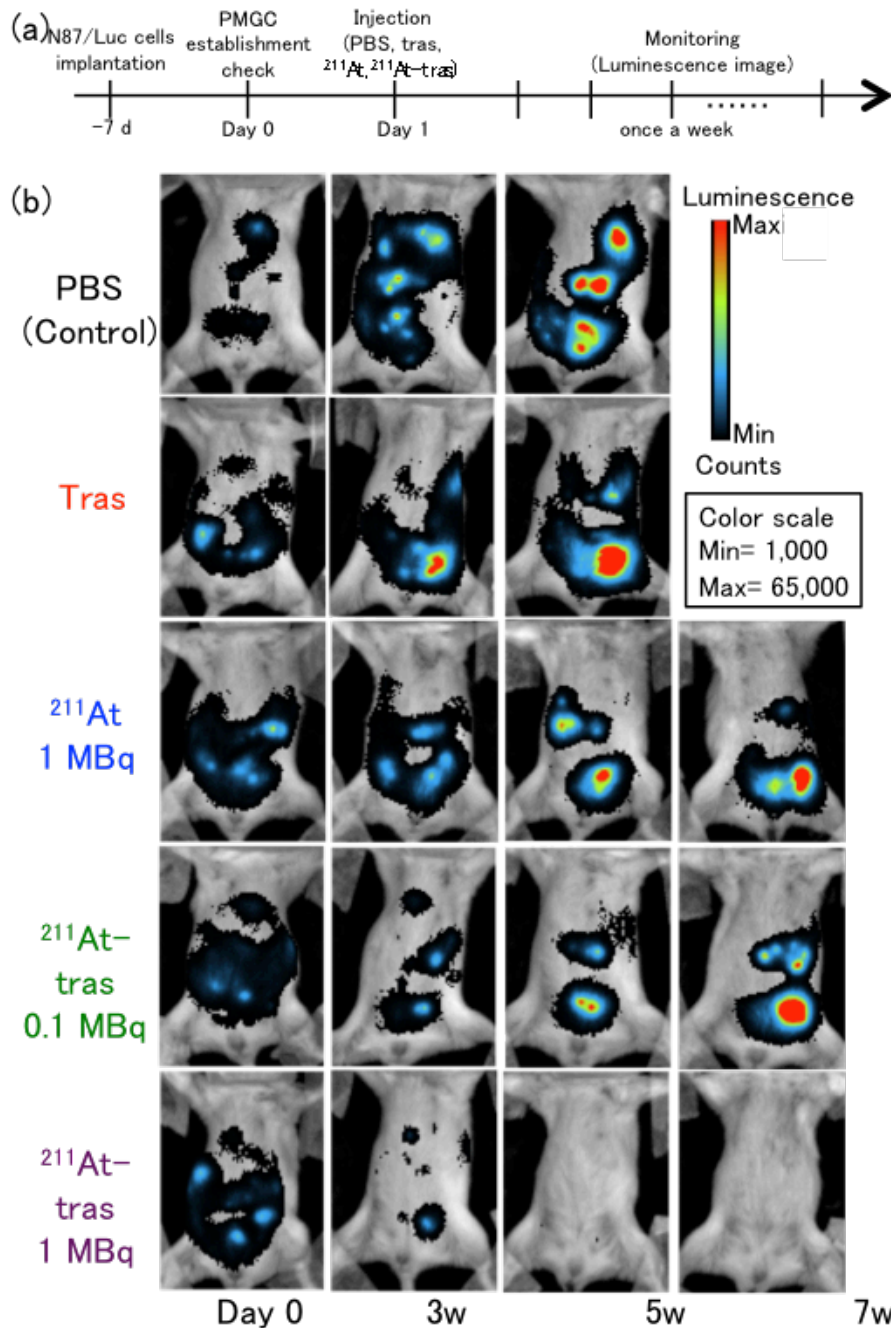 (a)
N87/Luc cells
implantation
PMGC
establishment
check
Injection
(PBS, tras,
²¹¹At, ²¹¹At-tras)
Monitoring
(Luminescence image)
-7 d
Day 0
Day 1
......
once a week
(b)
PBS
(Control)
Luminescence
Max
Min
Counts
Color scale
Min= 1,000
Max= 65,000
Tras
²¹¹At
1 MBq
²¹¹At-
tras
0.1 MBq
²¹¹At-
tras
1 MBq
Day 0
3w
5w
7w